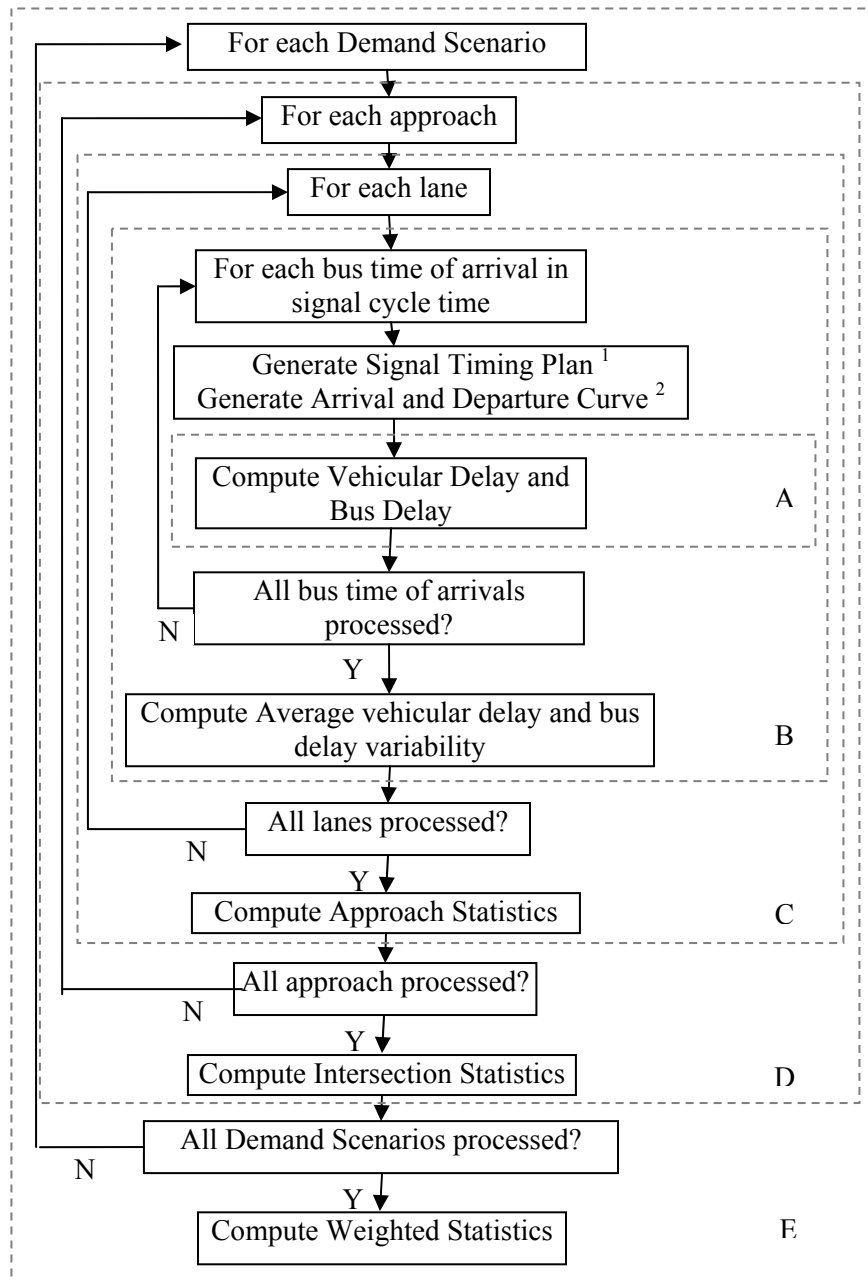 For each Demand Scenario
For each approach
For each lane
For each bus time of arrival in
signal cycle time
Generate Signal Timing Plan 1
Generate Arrival and Departure Curve 2
Compute Vehicular Delay and
Bus Delay
A
All bus time of arrivals
processed?
N
Y
Compute Average vehicular delay and bus
delay variability
B
All lanes processed?
N
Y
Compute Approach Statistics
C
All approach processed?
N
Y
Compute Intersection Statistics
D
All Demand Scenarios processed?
N
Y
Compute Weighted Statistics
E